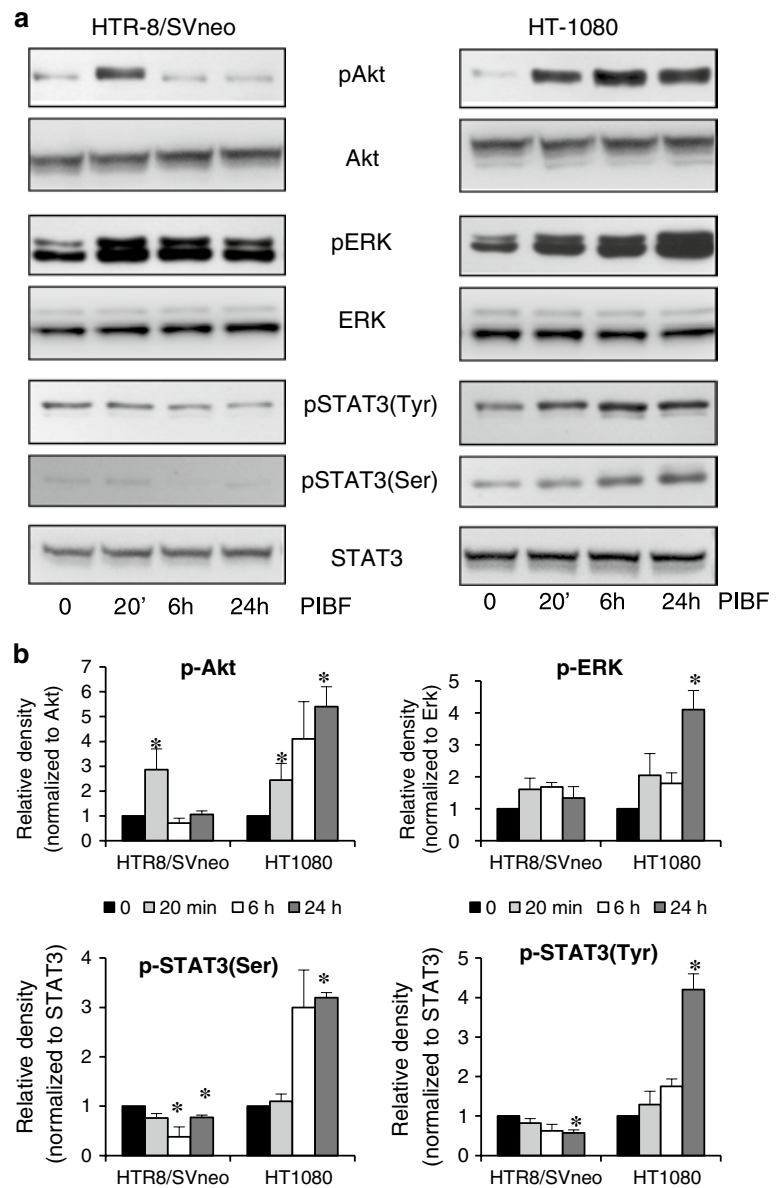 a
HTR-8/SVneo HT-1080
pAkt
Akt
pERK
ERK
pSTAT3(Tyr)
pSTAT3(Ser)
STAT3
0 20’ 6h 24h PIBF 0 20’ 6h 24h PIBF
b
p-Akt
Relative density
(normalized to Akt)
7
6
5
4
3
2
1
0
*
*
*
HTR8/SVneo HT1080
p-ERK
Relative density
(normalized to Erk)
5
4
3
2
1
0
*
HTR8/SVneo HT1080
0 20 min 6 h 24 h 0 20 min 6 h 24 h
p-STAT3(Ser)
Relative density
(normalized to STAT3)
4
3
2
1
0
*
*
*
HTR8/SVneo HT1080
p-STAT3(Tyr)
Relative density
(normalized to STAT3)
5
4
3
2
1
0
*
*
HTR8/SVneo HT1080